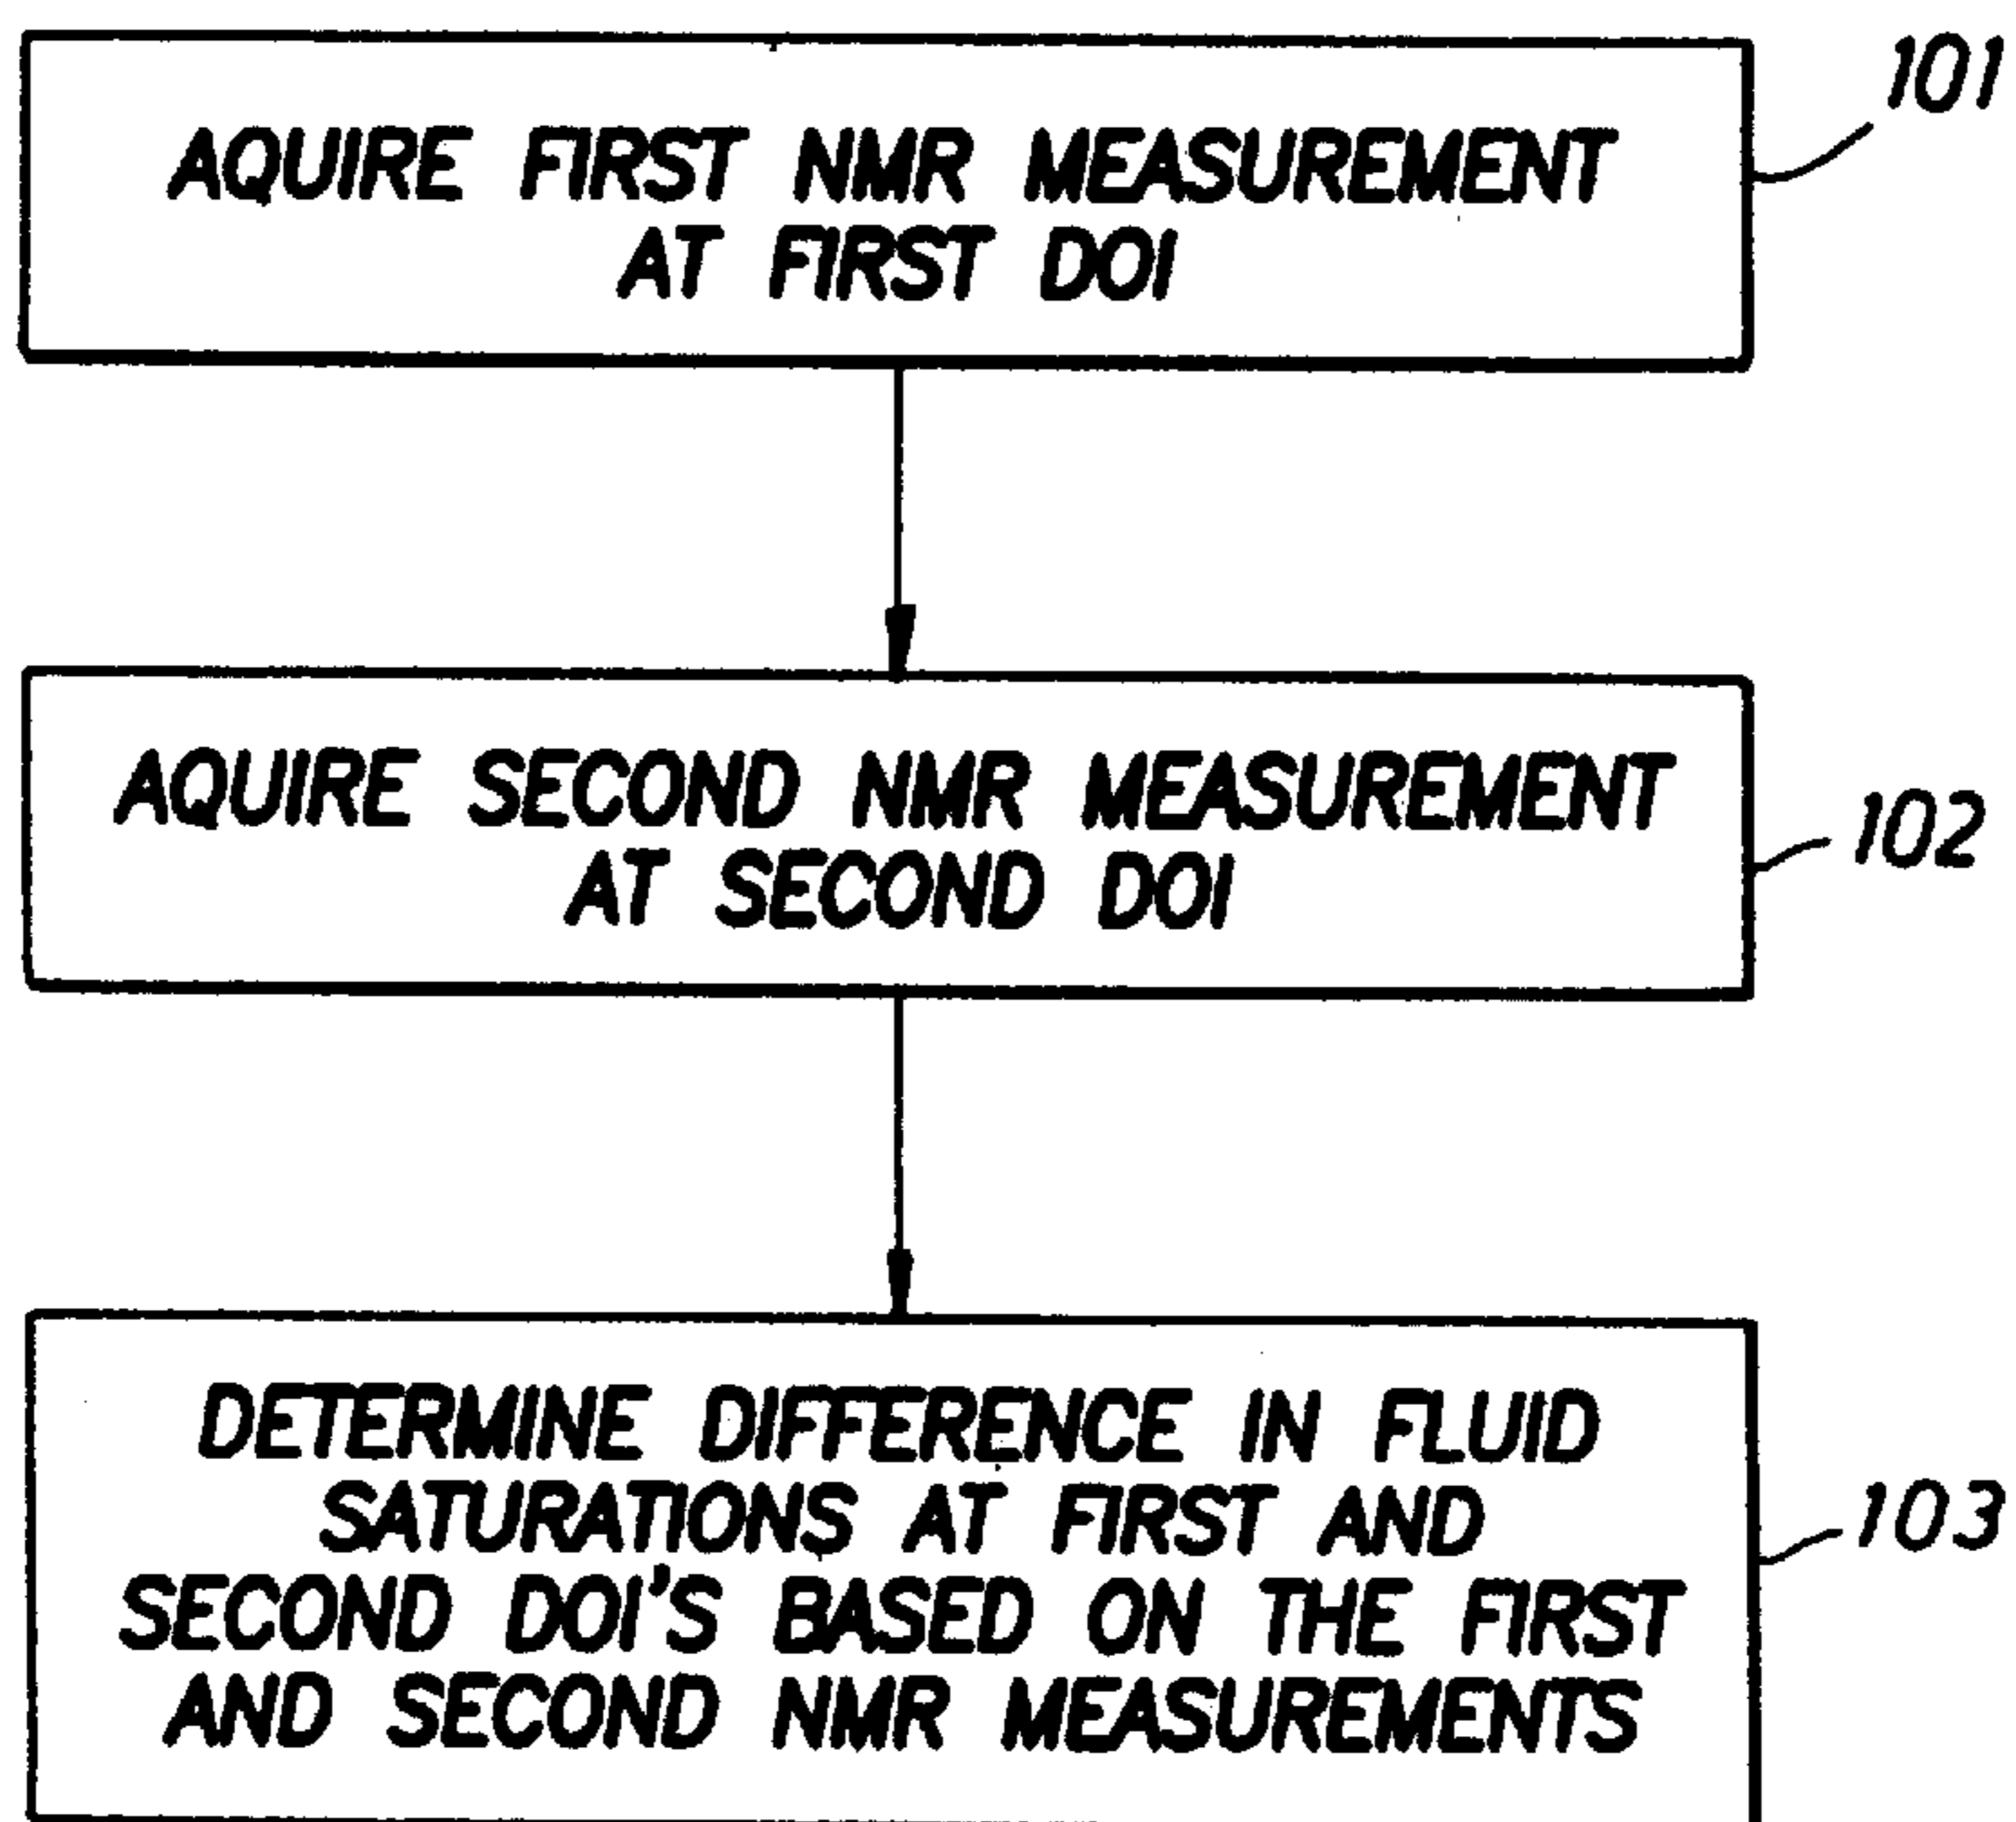 101
AQUIRE FIRST NMR MEASUREMENT
AT FIRST DOI
AQUIRE SECOND NMR MEASUREMENT
AT SECOND DOI
102
DETERMINE DIFFERENCE IN FLUID
SATURATIONS AT FIRST AND
SECOND DOI'S BASED ON THE FIRST
AND SECOND NMR MEASUREMENTS
103